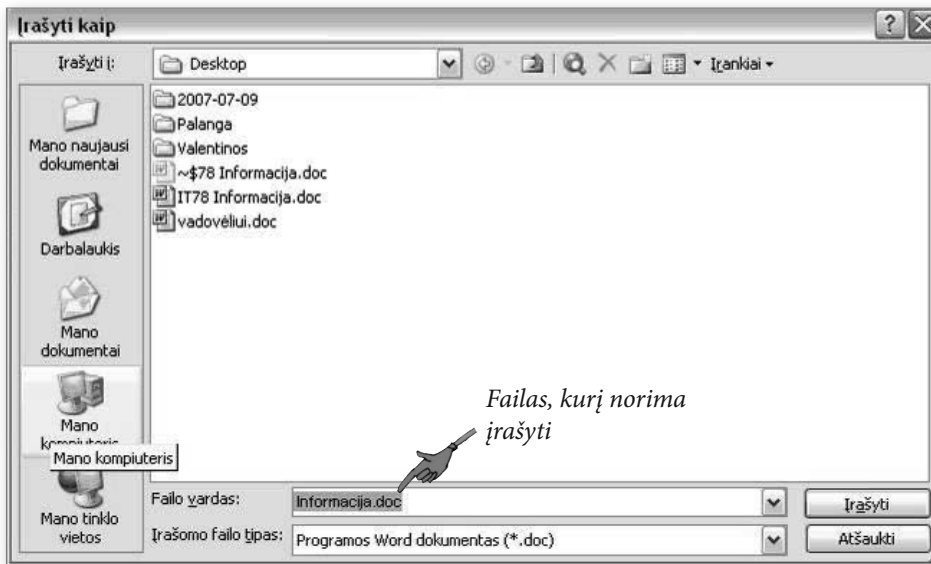 Įrašyti kaip
Įrašyti į:
Desktop
Įrankiai
Mano naujausi
dokumentai
Darbalaukis
Mano
dokumentai
Mano
kompiuteris
Mano kompiuteris
Mano tinklo
vietos
2007-07-09
Palanga
Valentinos
~$78 Informacija.doc
IT78 Informacija.doc
vadovėliui.doc
Failas, kurį norima
įrašyti
Failo vardas:
Informacija.doc
Įrašyti
Įrašomo failo tipas:
Programos Word dokumentas (*.doc)
Atšaukti